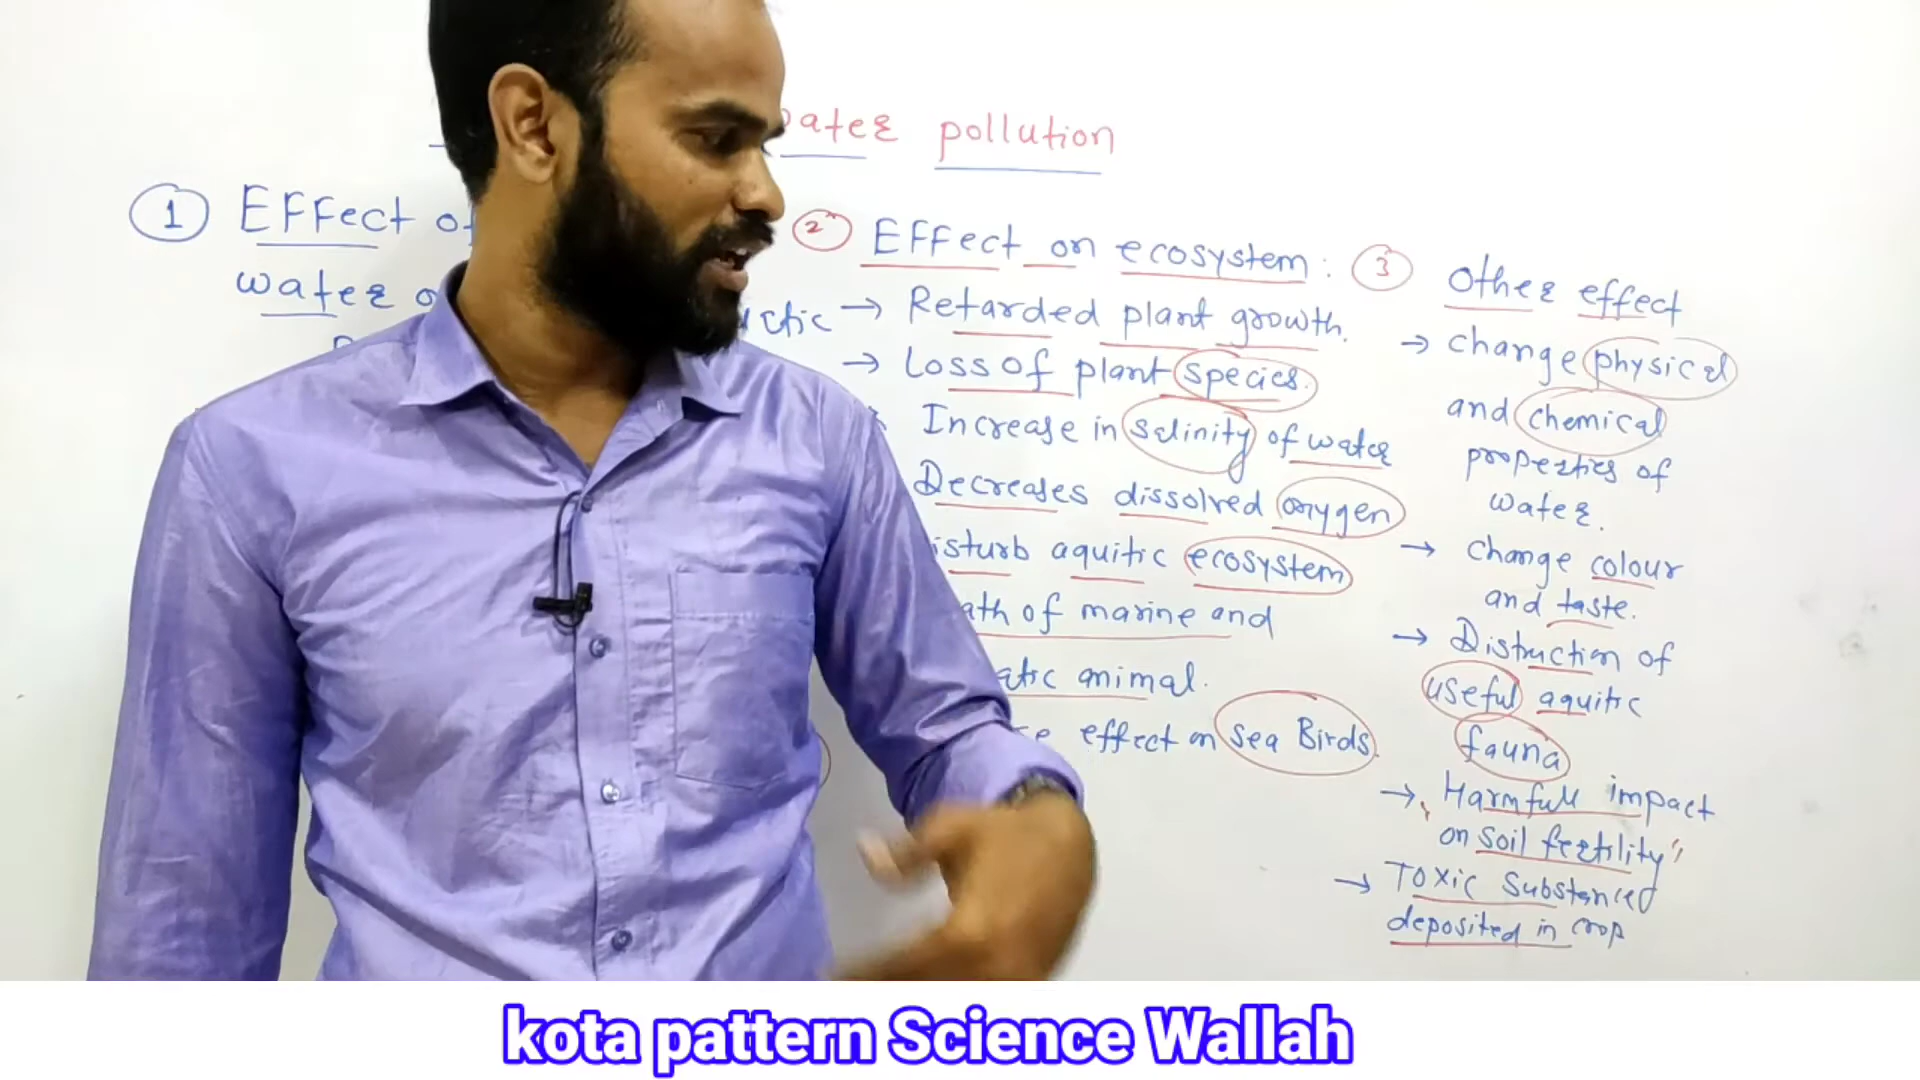 water pollution
1 Effect of
water
2 Effect on ecosystem:
→ Retarded plant growth.
→ Loss of plant species.
Increase in salinity of water
Decreases dissolved oxygen
isturb aquitic ecosystem
ath of marine and
atic animal.
effect on sea Birds.
3 Other effect
→ change physical
and chemical
properties of
water.
→ change colour
and taste.
→ Distruction of
useful aquitic
fauna
→ Harmfull impact
on soil fertility"
→ Toxic Substanced
deposited in crop
kota pattern Science Wallah